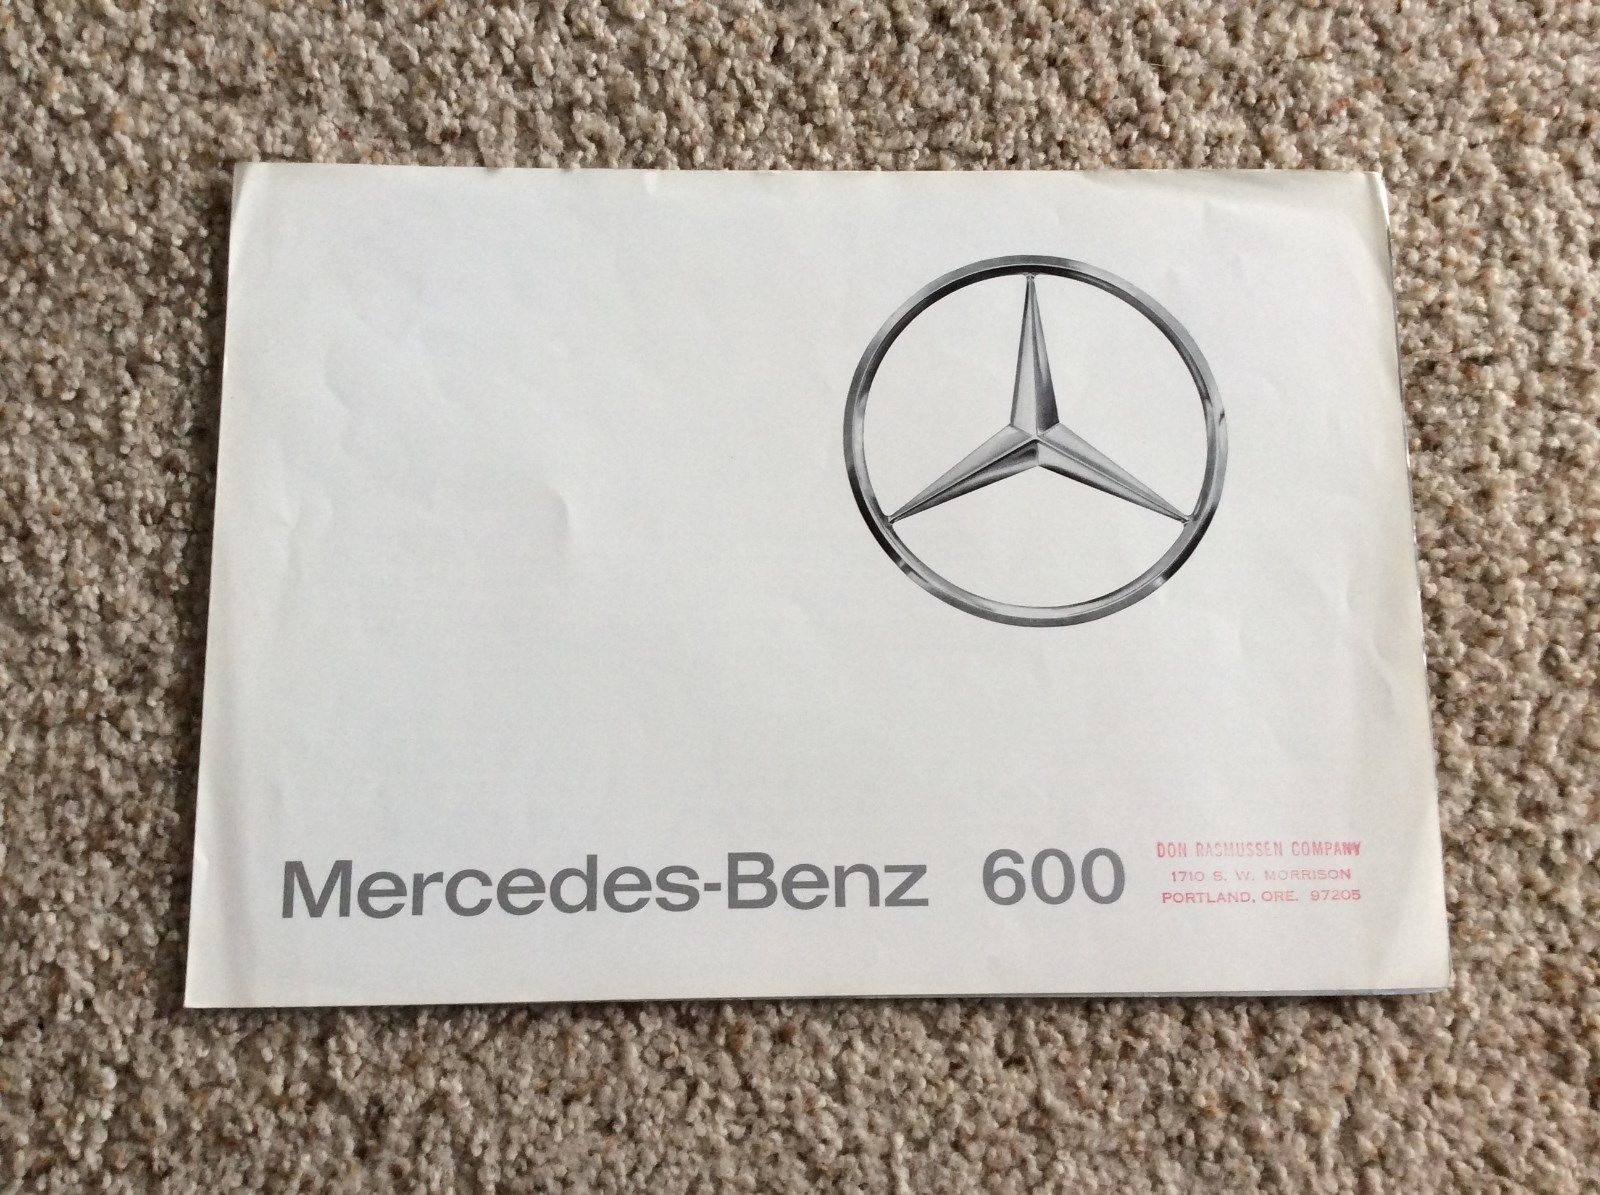 Mercedes-Benz 600
DON RASMUSSEN COMPANY
1710 S. W. MORRISON
PORTLAND, ORE. 97205